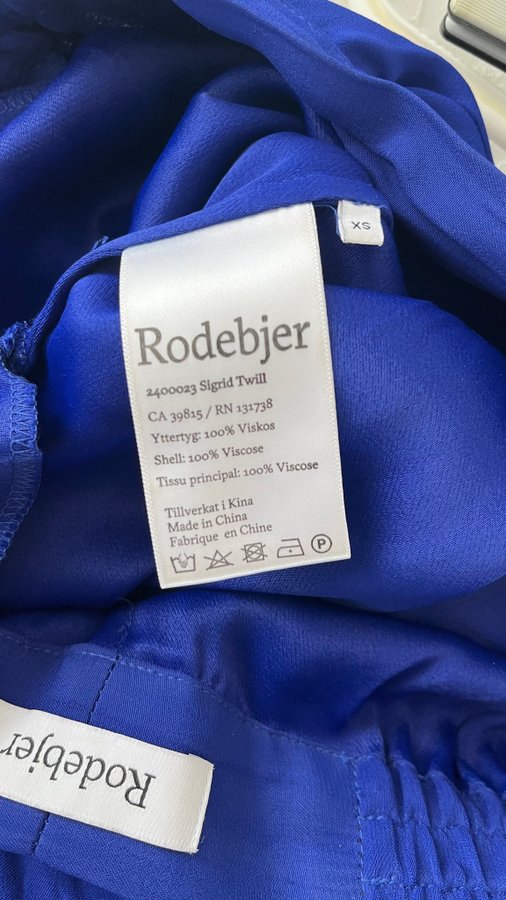 XS
Rodebjer
2400023 Sigrid Twill
CA 39815 / RN 131738
Yttertyg: 100% Viskos
Shell: 100% Viscose
Tissu principal: 100% Viscose
Tillverkat i Kina
Made in China
Fabrique en Chine
P
Rodebjer